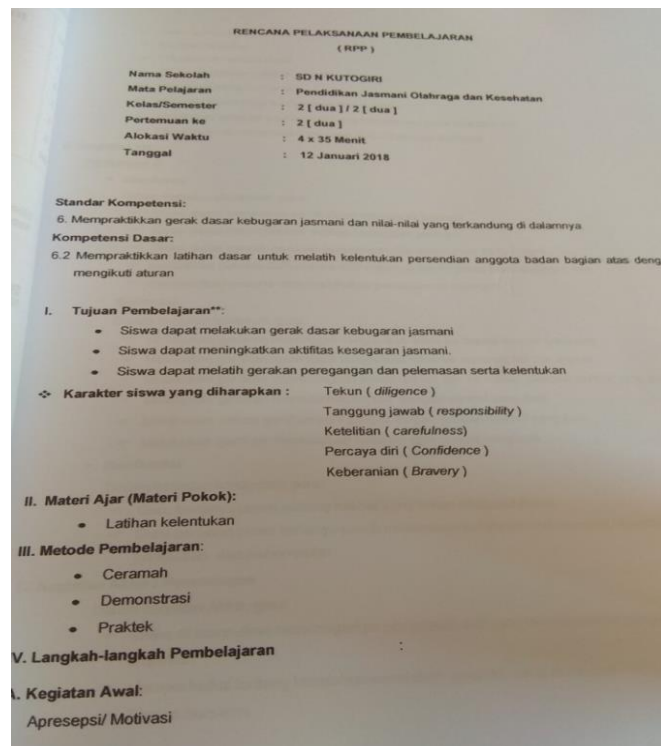 RENCANA PELAKSANAAN PEMBELAJARAN
( RPP )
Nama Sekolah : SD N KUTOGIRI
Mata Pelajaran : Pendidikan Jasmani Olahraga dan Kesehatan
Kelas/Semester : 2 [ dua ] / 2 [ dua ]
Pertemuan ke : 2 [ dua ]
Alokasi Waktu : 4 x 35 Menit
Tanggal : 12 Januari 2018
Standar Kompetensi:
6. Mempraktikkan gerak dasar kebugaran jasmani dan nilai-nilai yang terkandung di dalamnya
Kompetensi Dasar:
6.2 Mempraktikkan latihan dasar untuk melatih kelentukan persendian anggota badan bagian atas deng
mengikuti aturan
I. Tujuan Pembelajaran**:
• Siswa dapat melakukan gerak dasar kebugaran jasmani
• Siswa dapat meningkatkan aktifitas kesegaran jasmani.
• Siswa dapat melatih gerakan peregangan dan pelemasan serta kelentukan
❖ Karakter siswa yang diharapkan : Tekun ( diligence )
Tanggung jawab ( responsibility )
Ketelitian ( carefulness)
Percaya diri ( Confidence )
Keberanian ( Bravery )
II. Materi Ajar (Materi Pokok):
• Latihan kelentukan
III. Metode Pembelajaran:
• Ceramah
• Demonstrasi
• Praktek
V. Langkah-langkah Pembelajaran :
. Kegiatan Awal:
Apresepsi/ Motivasi